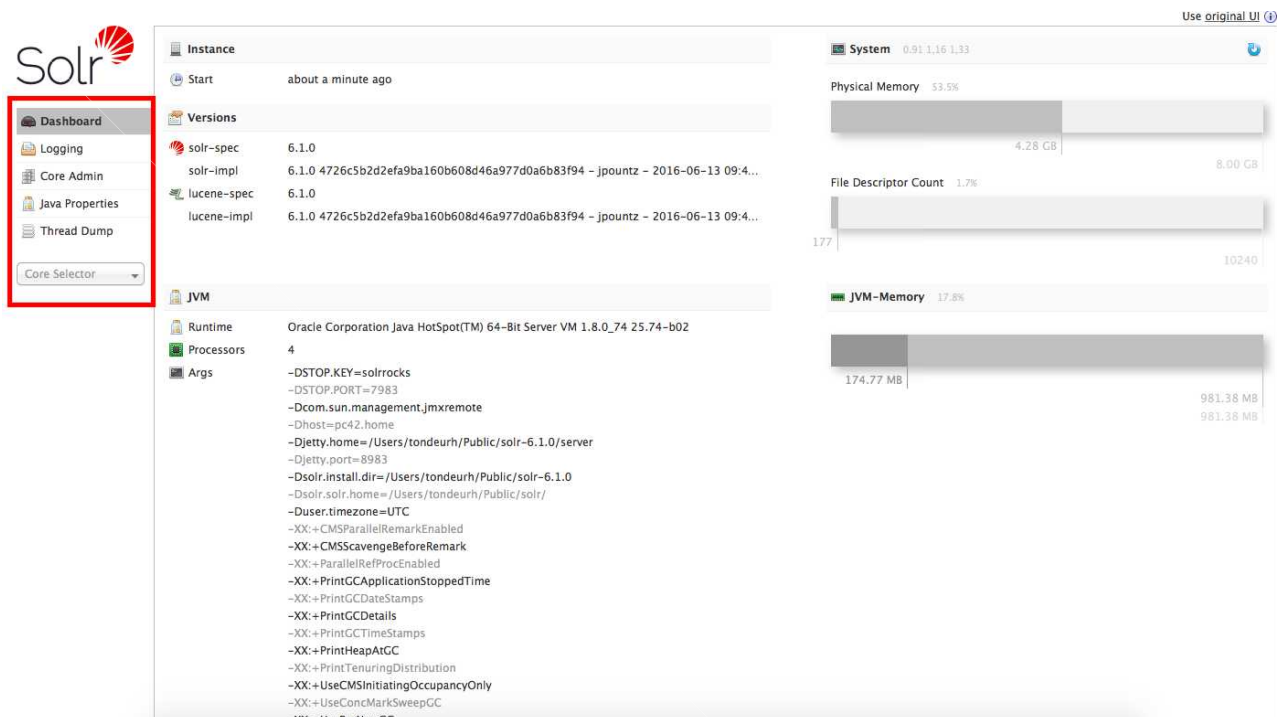 Use original UI
Solr
Dashboard
Logging
Core Admin
Java Properties
Thread Dump
Core Selector
Instance
Start about a minute ago
Versions
solr-spec 6.1.0
solr-impl 6.1.0 4726c5b2d2efa9ba160b608d46a977d0a6b83f94 - jpountz - 2016-06-13 09:4...
lucene-spec 6.1.0
lucene-impl 6.1.0 4726c5b2d2efa9ba160b608d46a977d0a6b83f94 - jpountz - 2016-06-13 09:4...
JVM
Runtime Oracle Corporation Java HotSpot(TM) 64-Bit Server VM 1.8.0_74 25.74-b02
Processors 4
Args -DSTOP.KEY=solrrocks
-DSTOP.PORT=7983
-Dcom.sun.management.jmxremote
-Dhost=pc42.home
-Djetty.home=/Users/tondeurh/Public/solr-6.1.0/server
-Djetty.port=8983
-Dsolr.install.dir=/Users/tondeurh/Public/solr-6.1.0
-Dsolr.solr.home=/Users/tondeurh/Public/solr/
-Duser.timezone=UTC
-XX:+CMSParallelRemarkEnabled
-XX:+CMSScavengeBeforeRemark
-XX:+ParallelRefProcEnabled
-XX:+PrintGCApplicationStoppedTime
-XX:+PrintGCDateStamps
-XX:+PrintGCDetails
-XX:+PrintGCTimeStamps
-XX:+PrintHeapAtGC
-XX:+PrintTenuringDistribution
-XX:+UseCMSInitiatingOccupancyOnly
-XX:+UseConcMarkSweepGC
System 0.91 1.16 1.33
Physical Memory 53.5%
4.28 GB
8.00 GB
File Descriptor Count 1.7%
177
10240
JVM-Memory 17.8%
174.77 MB
981.38 MB
981.38 MB